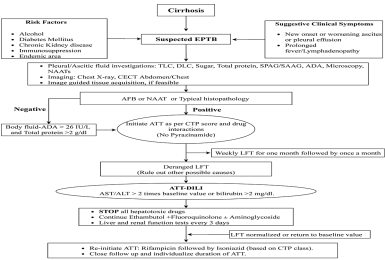 Cirrhosis
Risk Factors
• Alcohol
• Diabetes Mellitus
• Chronic Kidney disease
• Immunosuppression
• Endemic area
Suspected EPTB
Suggestive Clinical Symptoms
• New onset or worsening ascites
or pleural effusion
• Prolonged
fever/Lymphadenopathy
• Pleural/Ascitic fluid investigations: TLC, DLC, Sugar, Total protein, SPAG/SAAG, ADA, Microscopy,
NAATs
• Imaging: Chest X-ray, CECT Abdomen/Chest
• Image guided tissue acquisition, if feasible
AFB or NAAT or Typical histopathology
Negative
Positive
Body fluid-ADA = 26 IU/L
and Total protein >2 g/dl
Initiate ATT as per CTP score and drug
interactions
(No Pyrazinamide)
Weekly LFT for one month followed by once a month
Deranged LFT
(Rule out other possible causes)
ATT-DILI
AST/ALT > 2 times baseline value or bilirubin >2 mg/dl.
• STOP all hepatotoxic drugs
• Continue Ethambutol +Fluoroquinolone ± Aminoglycoside
• Liver and renal function tests every 3 days
LFT normalized or return to baseline value
• Re-initiate ATT: Rifampicin followed by Isoniazid (based on CTP class).
• Close follow up and individualize duration of ATT.